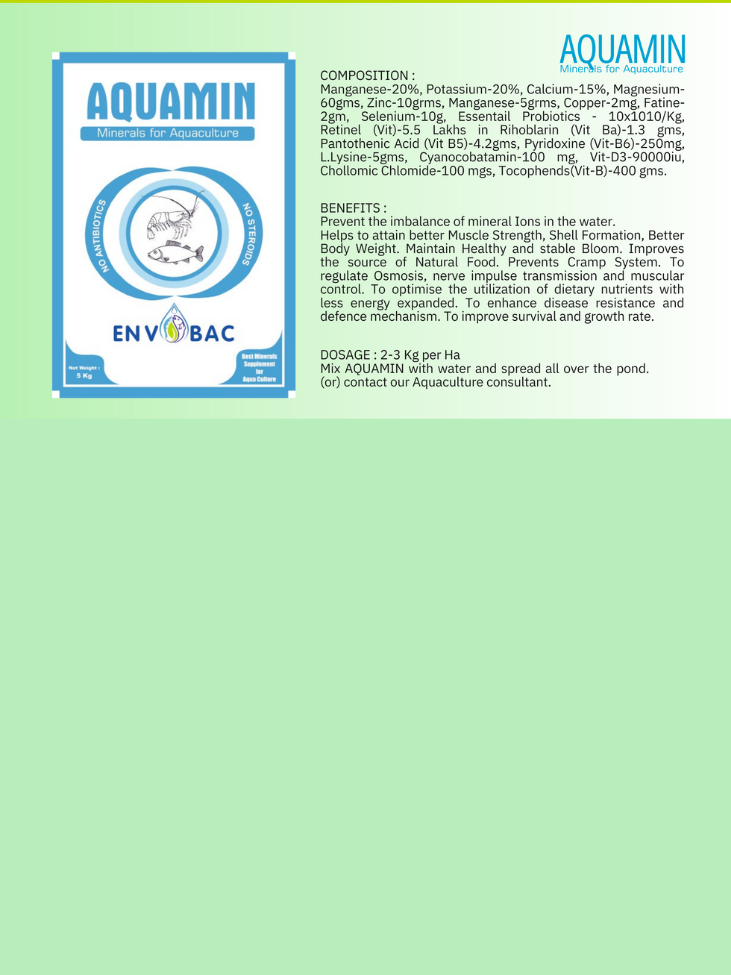 AQUAMIN
Minerals for Aquaculture
NO ANTIBIOTICS
NO STEROIDS
ENV BAC
Net Weight :
5 Kg
Best Minerals
Supplement
for
Aqua Culture
AQUAMIN
Minerals for Aquaculture
COMPOSITION :
Manganese-20%, Potassium-20%, Calcium-15%, Magnesium-
60gms, Zinc-10grms, Manganese-5grms, Copper-2mg, Fatine-
2gm, Selenium-10g, Essentail Probiotics - 10x1010/Kg,
Retinel (Vit)-5.5 Lakhs in Rihoblarin (Vit Ba)-1.3 gms,
Pantothenic Acid (Vit B5)-4.2gms, Pyridoxine (Vit-B6)-250mg,
L.Lysine-5gms, Cyanocobatamin-100 mg, Vit-D3-90000iu,
Chollomic Chlomide-100 mgs, Tocophends(Vit-B)-400 gms.
BENEFITS :
Prevent the imbalance of mineral Ions in the water.
Helps to attain better Muscle Strength, Shell Formation, Better
Body Weight. Maintain Healthy and stable Bloom. Improves
the source of Natural Food. Prevents Cramp System. To
regulate Osmosis, nerve impulse transmission and muscular
control. To optimise the utilization of dietary nutrients with
less energy expanded. To enhance disease resistance and
defence mechanism. To improve survival and growth rate.
DOSAGE : 2-3 Kg per Ha
Mix AQUAMIN with water and spread all over the pond.
(or) contact our Aquaculture consultant.